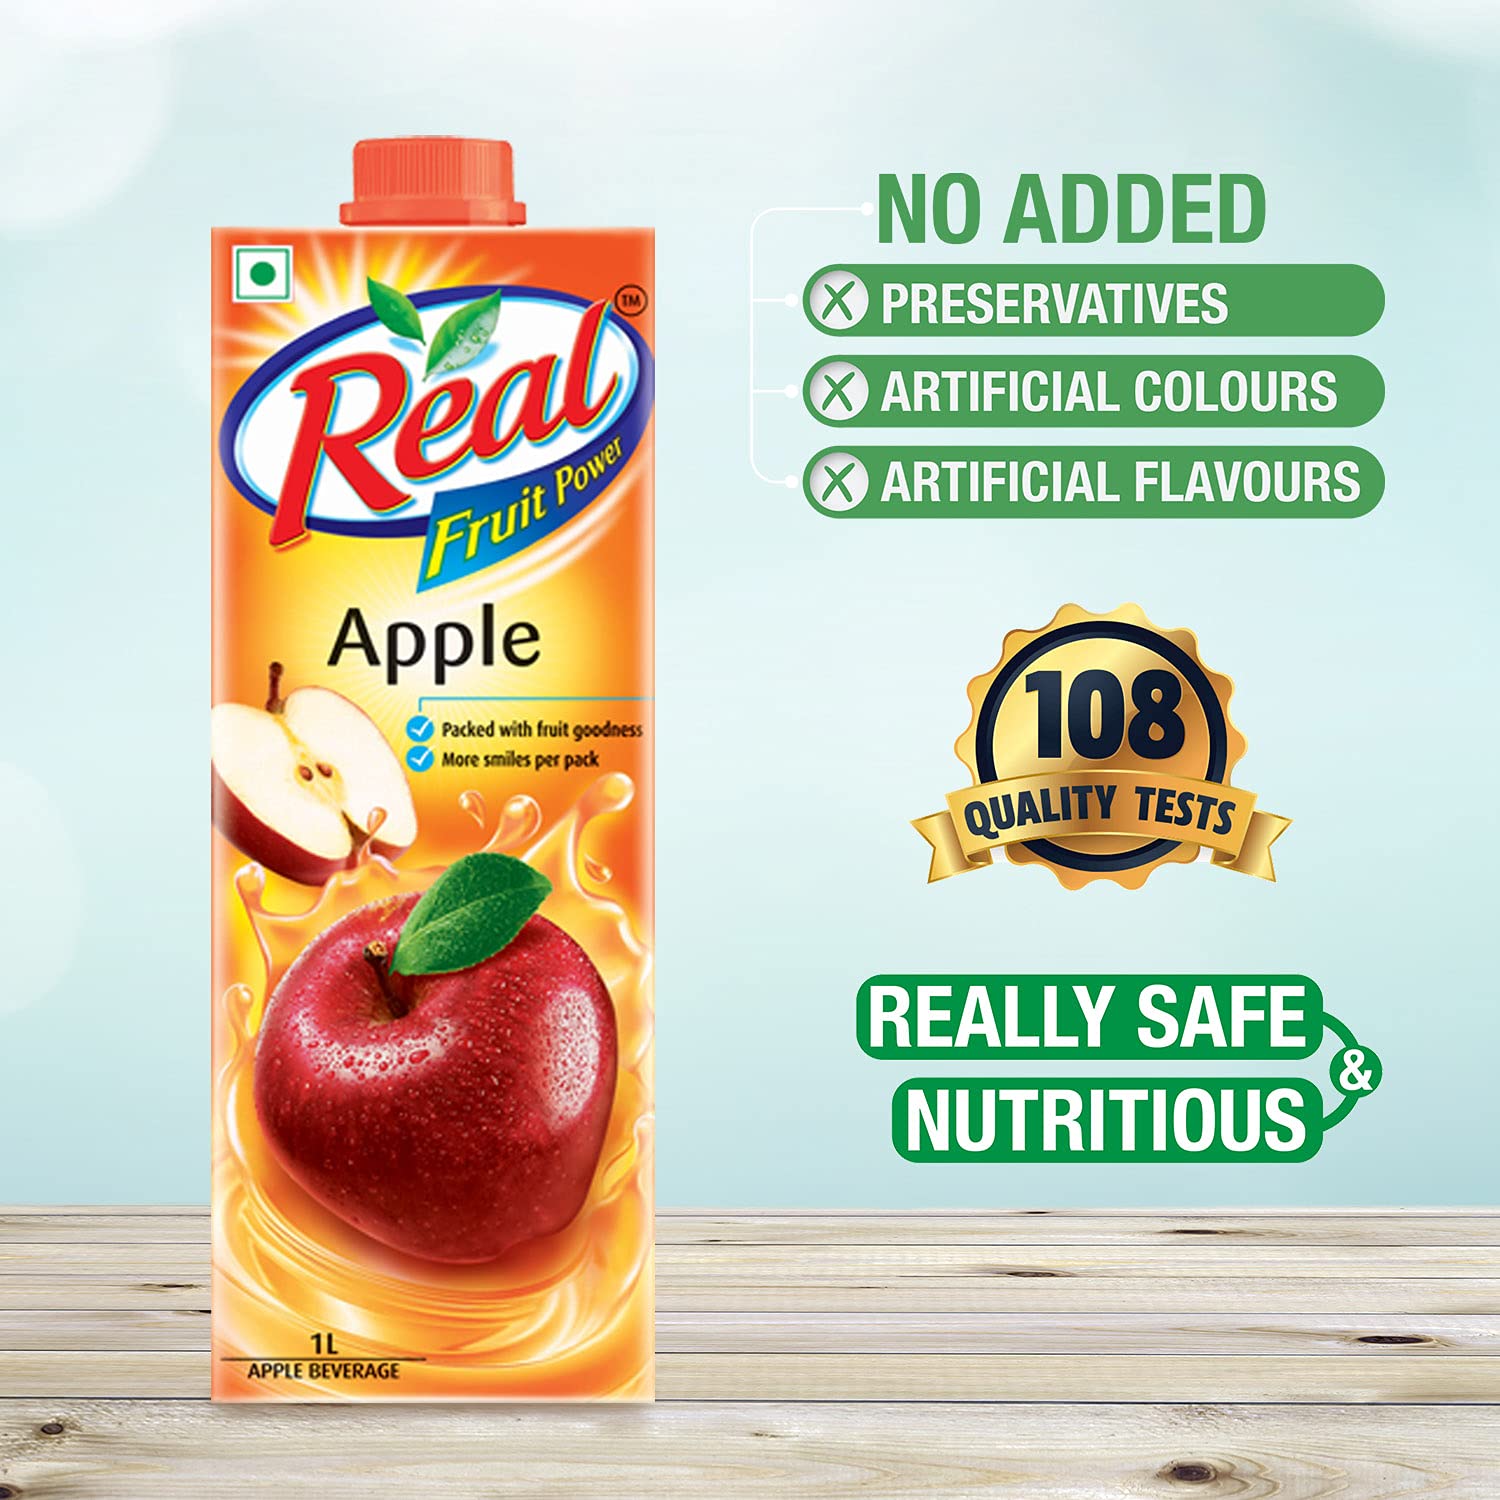 Real
TM
Fruit Power
Apple
Packed with fruit goodness
More smiles per pack
1L
APPLE BEVERAGE
NO ADDED
PRESERVATIVES
ARTIFICIAL COLOURS
ARTIFICIAL FLAVOURS
108
QUALITY TESTS
REALLY SAFE
&
NUTRITIOUS